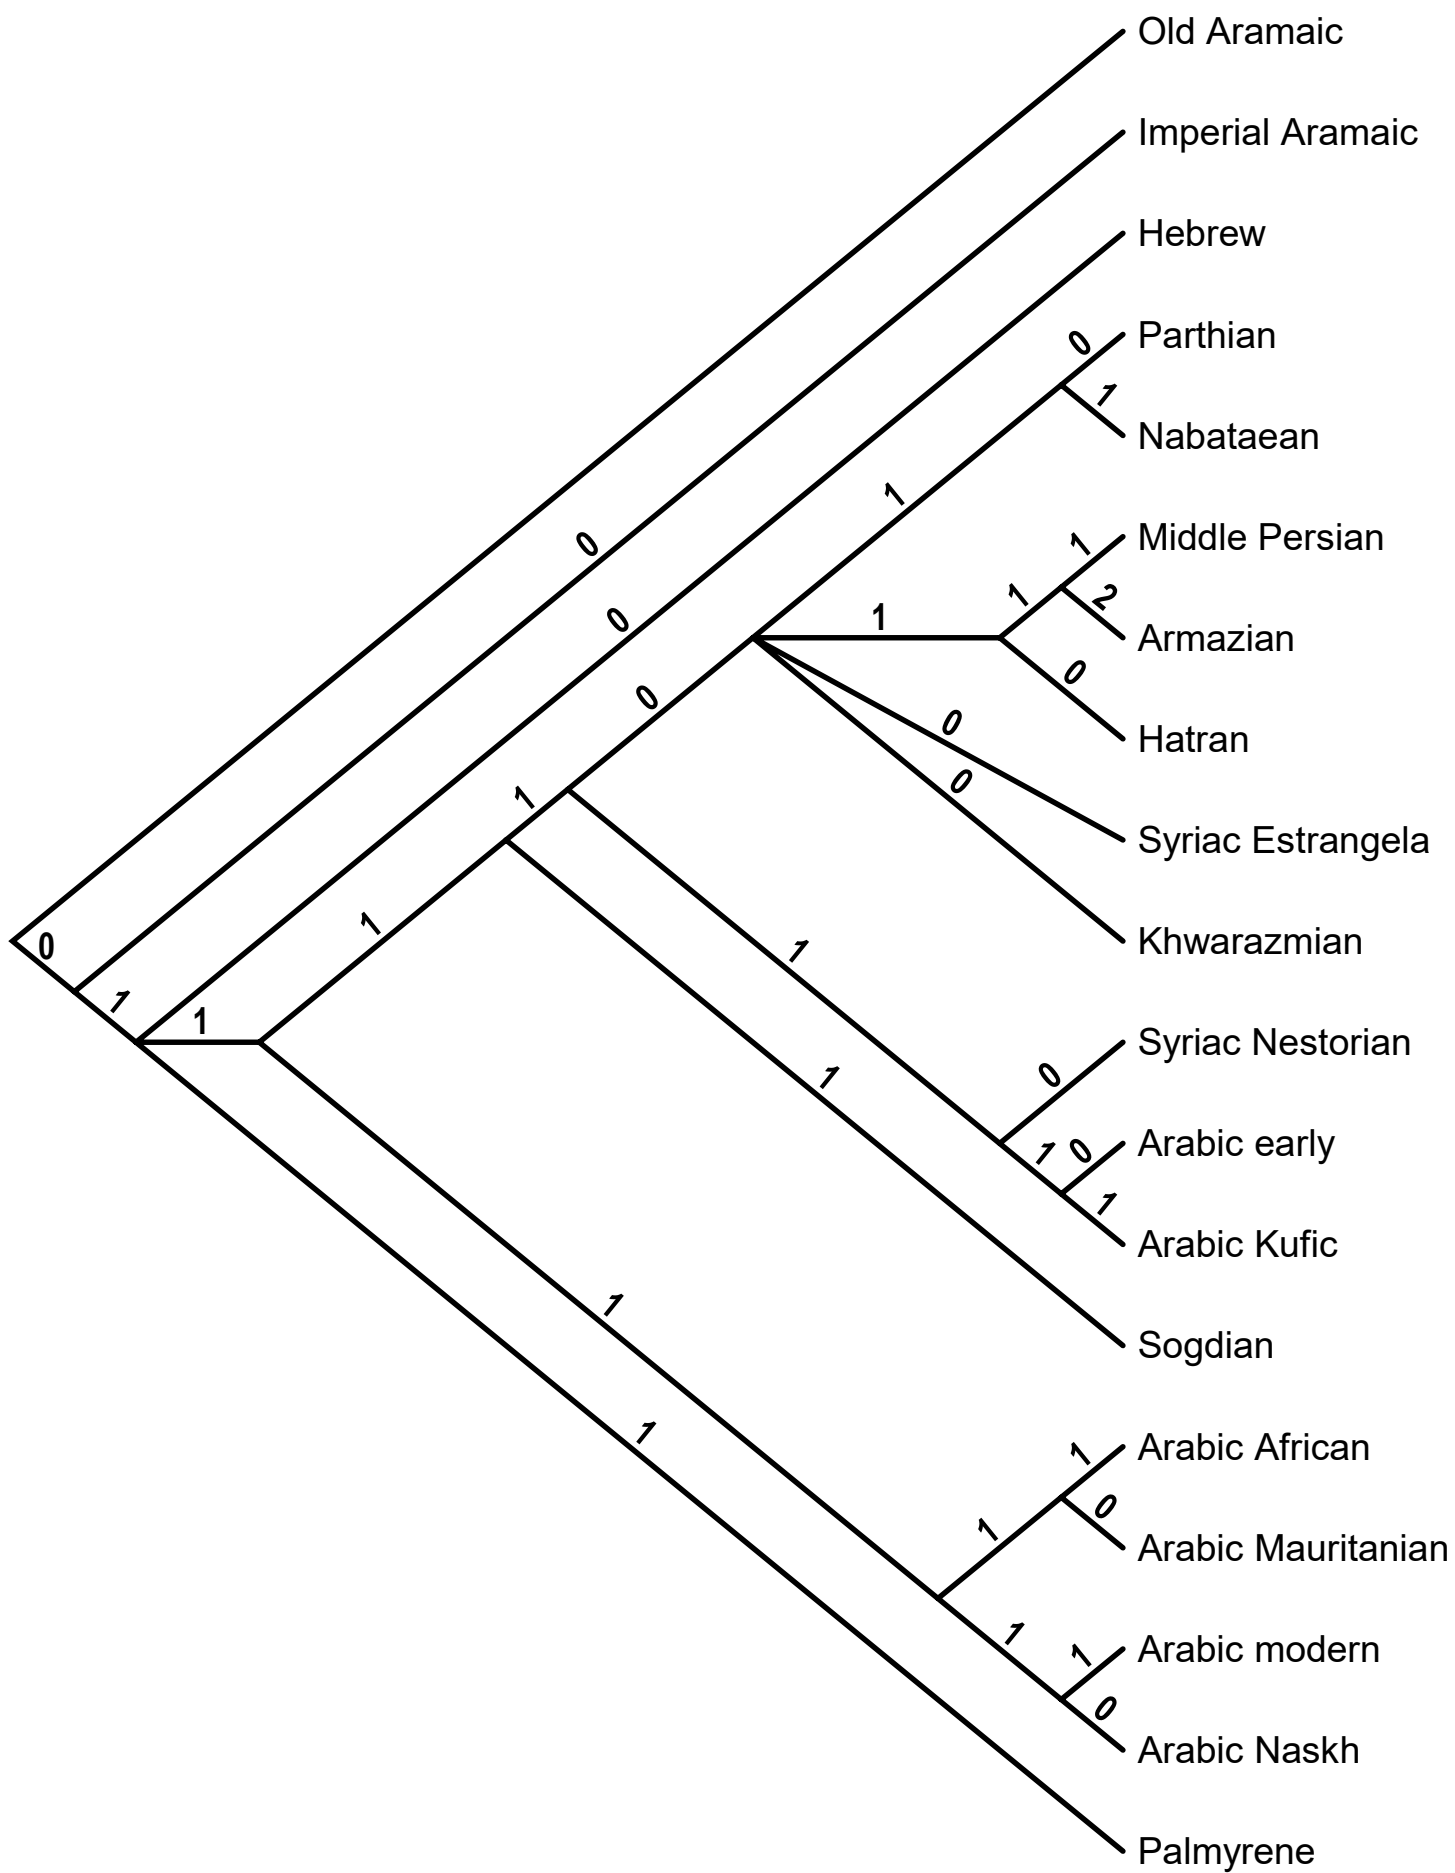 Old Aramaic
Imperial Aramaic
Hebrew
0
Parthian
1
Nabataean
1
1
Middle Persian
0
1
2
1
Armazian
0
0
0
Hatran
0
0
Syriac Estrangela
1
1
0
1
Khwarazmian
1
1
0
Syriac Nestorian
1
1
0
Arabic early
1
Arabic Kufic
1
Sogdian
1
1
Arabic African
1
0
Arabic Mauritanian
1
1
Arabic modern
0
Arabic Naskh
Palmyrene